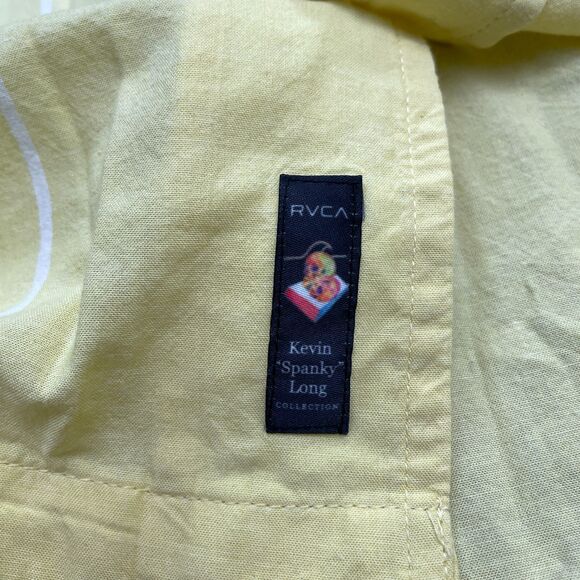 RVCA
Kevin
"Spanky"
Long
COLLECTION